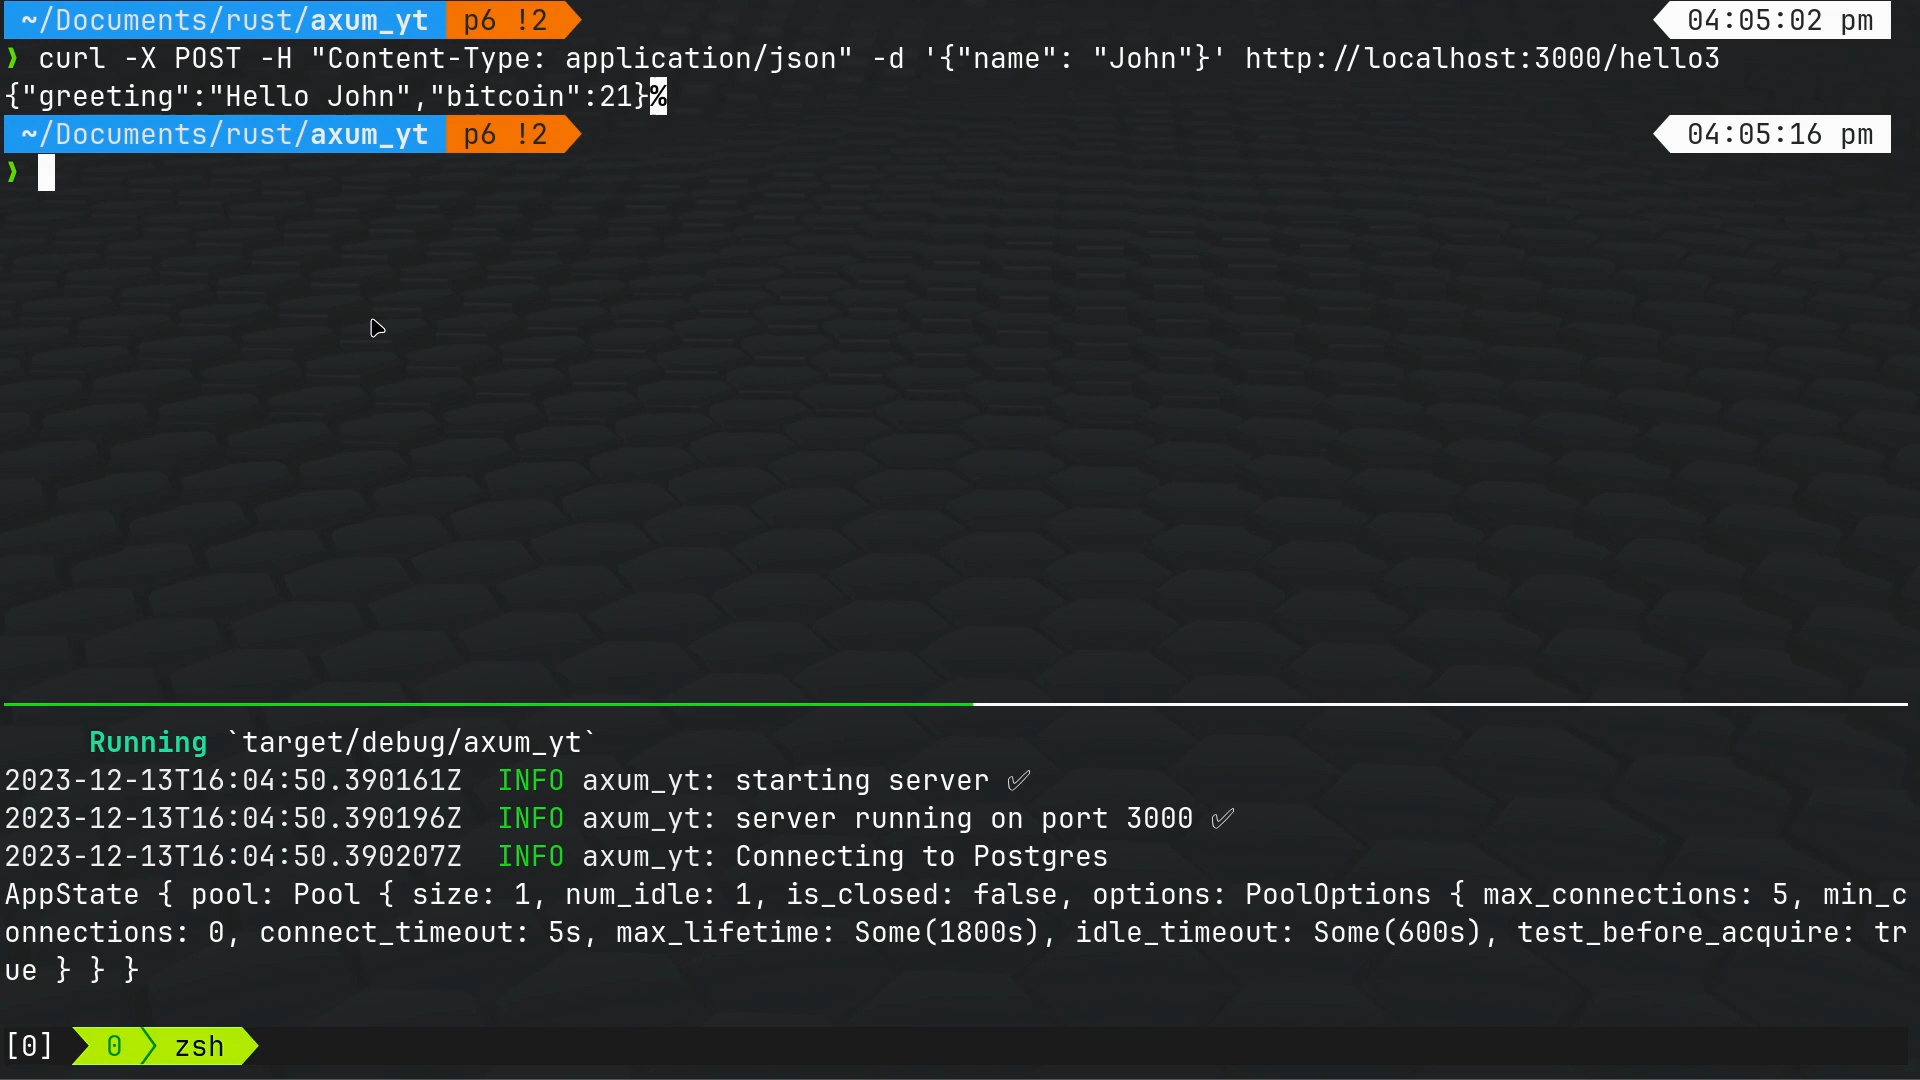 ~/Documents/rust/axum_yt p6 !2 04:05:02 pm
❯ curl -X POST -H "Content-Type: application/json" -d '{"name": "John"}' http://localhost:3000/hello3
{"greeting":"Hello John","bitcoin":21}%
~/Documents/rust/axum_yt p6 !2 04:05:16 pm
❯
Running `target/debug/axum_yt`
2023-12-13T16:04:50.390161Z  INFO axum_yt: starting server ✅
2023-12-13T16:04:50.390196Z  INFO axum_yt: server running on port 3000 ✅
2023-12-13T16:04:50.390207Z  INFO axum_yt: Connecting to Postgres
AppState { pool: Pool { size: 1, num_idle: 1, is_closed: false, options: PoolOptions { max_connections: 5, min_c
onnections: 0, connect_timeout: 5s, max_lifetime: Some(1800s), idle_timeout: Some(600s), test_before_acquire: tr
ue } } }
[0] 0 zsh